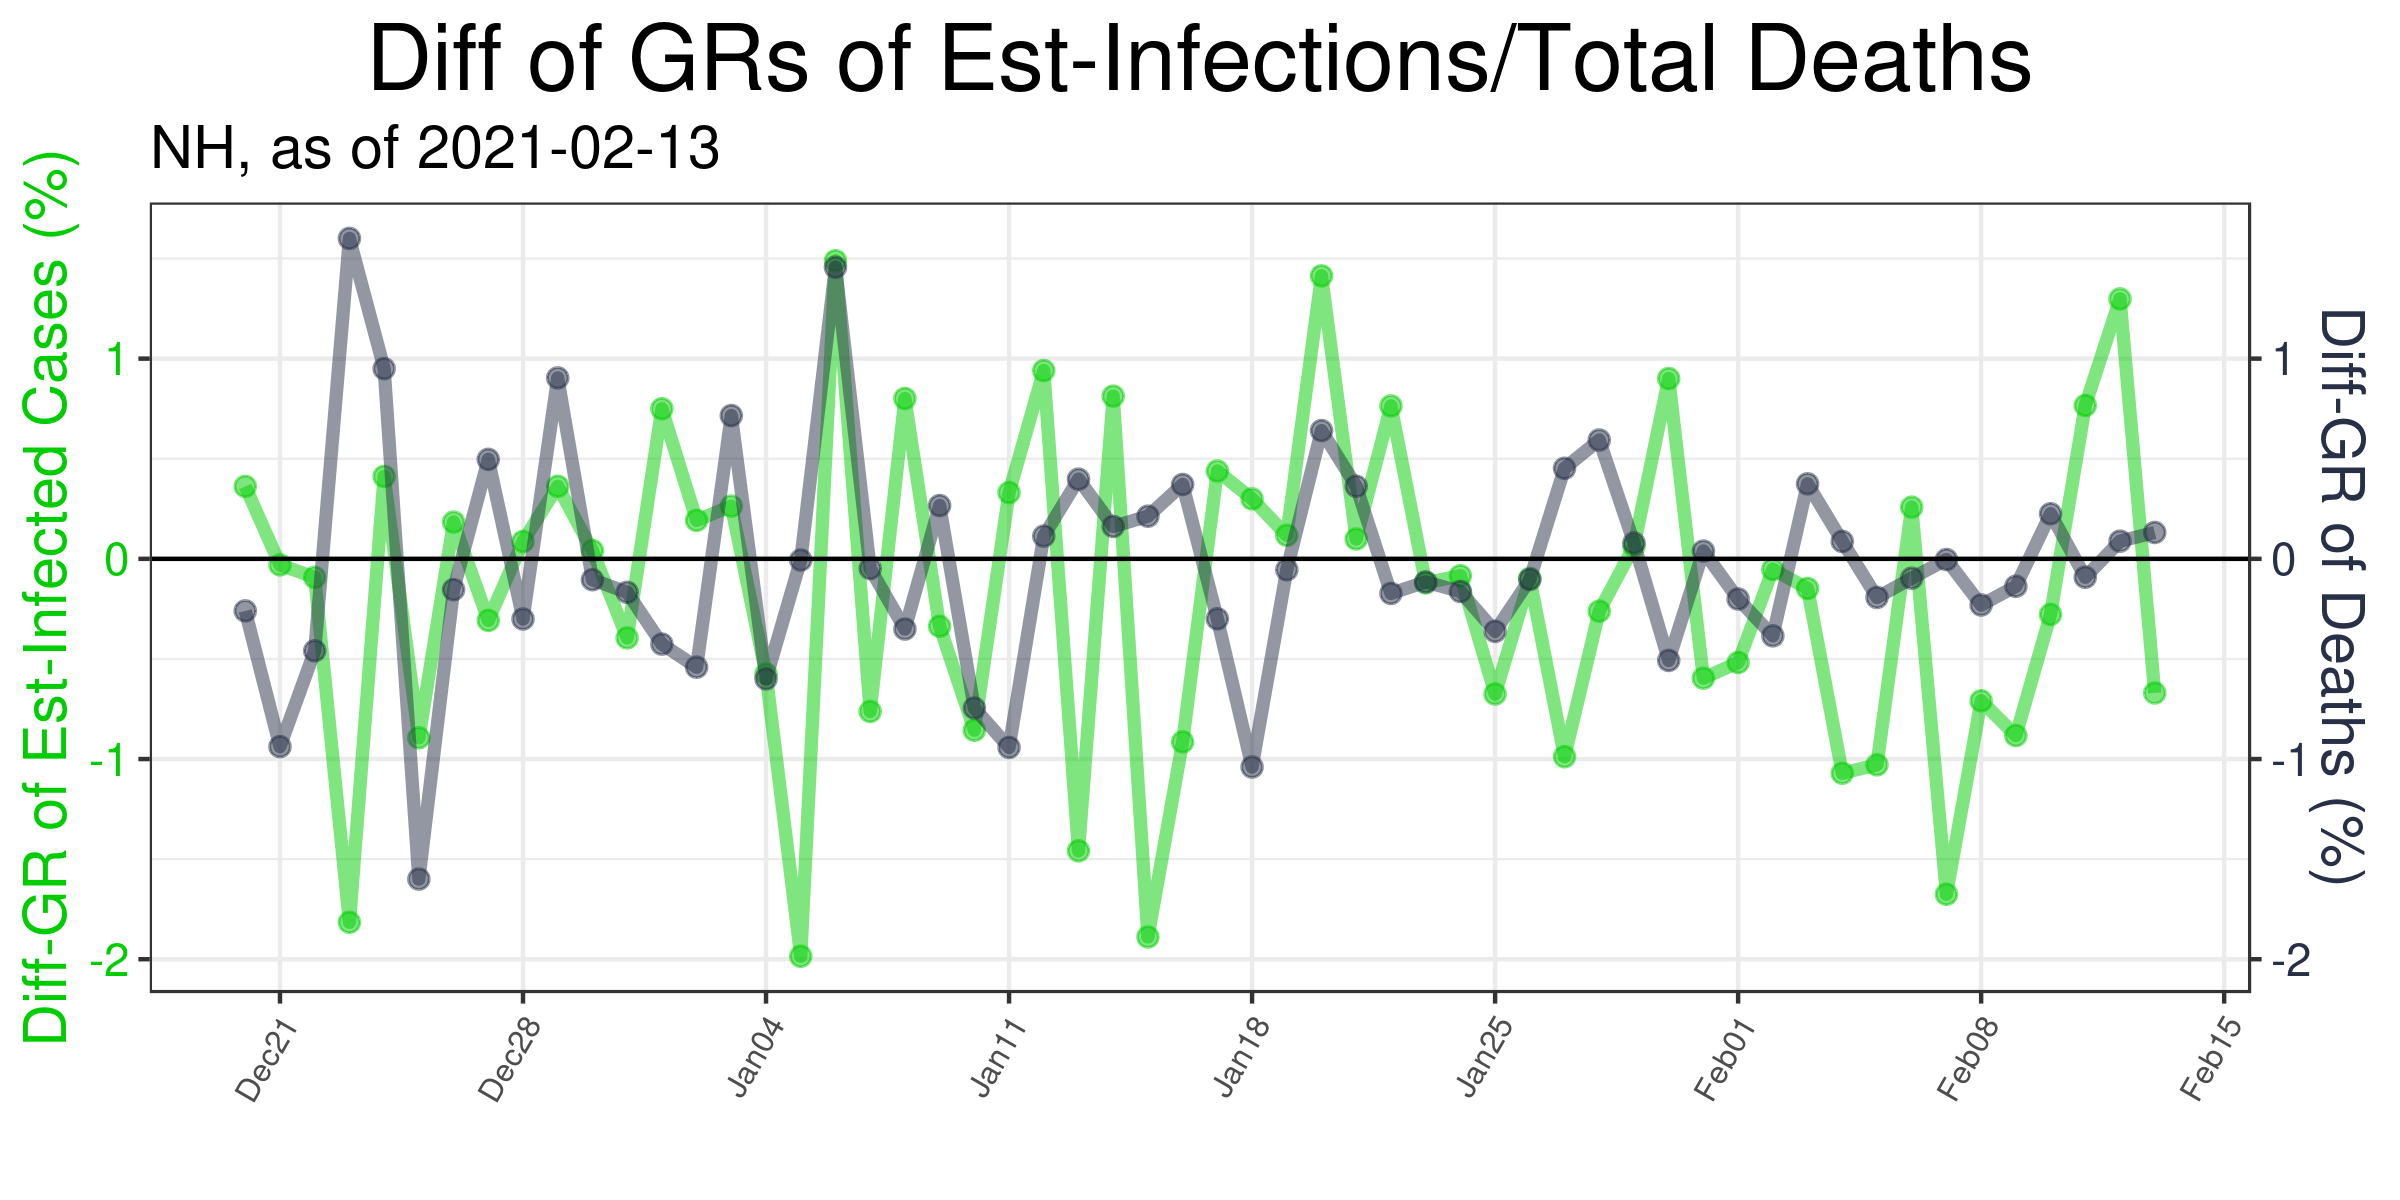 Diff of GRs of Est-Infections/Total Deaths
NH, as of 2021-02-13
Diff-GR of Est-Infected Cases (%)
1
0
-1
-2
1
0
-1
-2
Diff-GR of Deaths (%)
Dec21
Dec28
Jan04
Jan11
Jan18
Jan25
Feb01
Feb08
Feb15